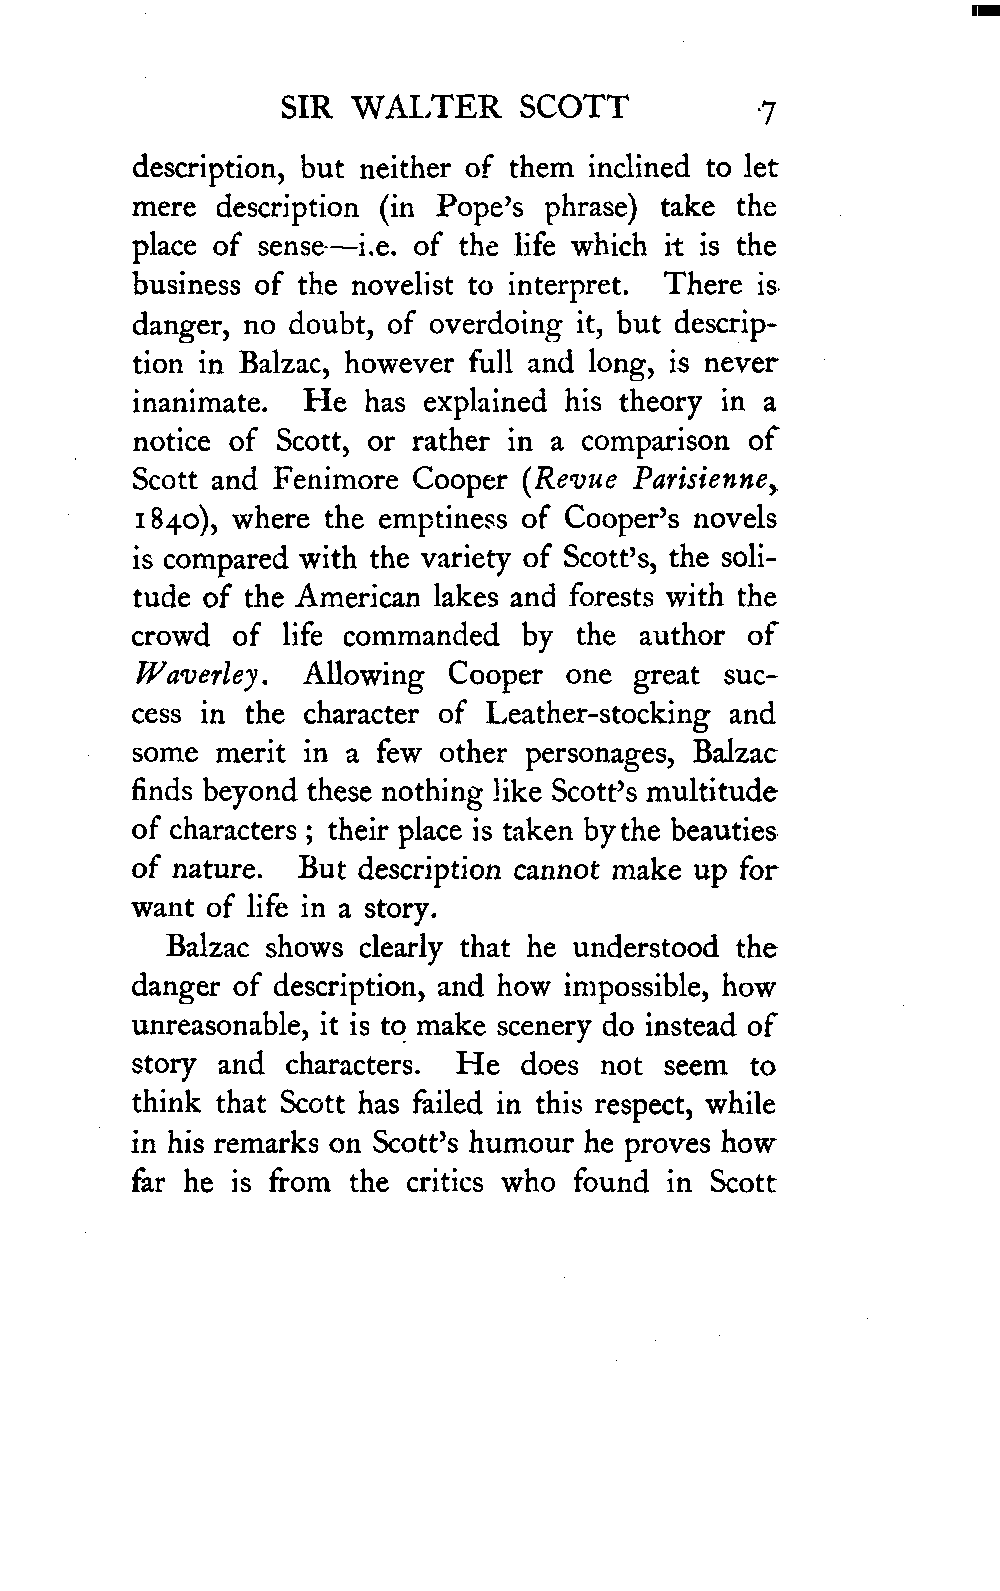 SIR WALTER SCOTT 7
description, but neither of them inclined to let
mere description (in Pope's phrase) take the
place of sense—i.e. of the life which it is the
business of the novelist to interpret. There is
danger, no doubt, of overdoing it, but descrip-
tion in Balzac, however full and long, is never
inanimate. He has explained his theory in a
notice of Scott, or rather in a comparison of
Scott and Fenimore Cooper (Revue Parisienne,
1840), where the emptiness of Cooper's novels
is compared with the variety of Scott's, the soli-
tude of the American lakes and forests with the
crowd of life commanded by the author of
Waverley. Allowing Cooper one great suc-
cess in the character of Leather-stocking and
some merit in a few other personages, Balzac
finds beyond these nothing like Scott's multitude
of characters ; their place is taken by the beauties
of nature. But description cannot make up for
want of life in a story.
Balzac shows clearly that he understood the
danger of description, and how impossible, how
unreasonable, it is to make scenery do instead of
story and characters. He does not seem to
think that Scott has failed in this respect, while
in his remarks on Scott's humour he proves how
far he is from the critics who found in Scott